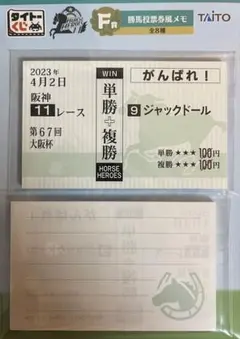 タイトーくじ
F賞
勝馬投票券風メモ
全8種
TAITO
2023年
4月2日
阪神
11レース
第67回
大阪杯
WIN
単勝+複勝
HORSE
HEROES
がんばれ!
9 ジャックドール
単勝 ★★★100円
複勝 ★★★100円